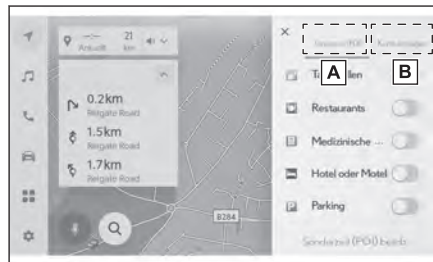 --:--
21
Ankunft
km
0.2km
Reigate Road
1.5km
Reigate Road
1.7km
Reigate Road
B284
A
B
Restaurants
Medizinische ...
Hotel oder Motel
Parking